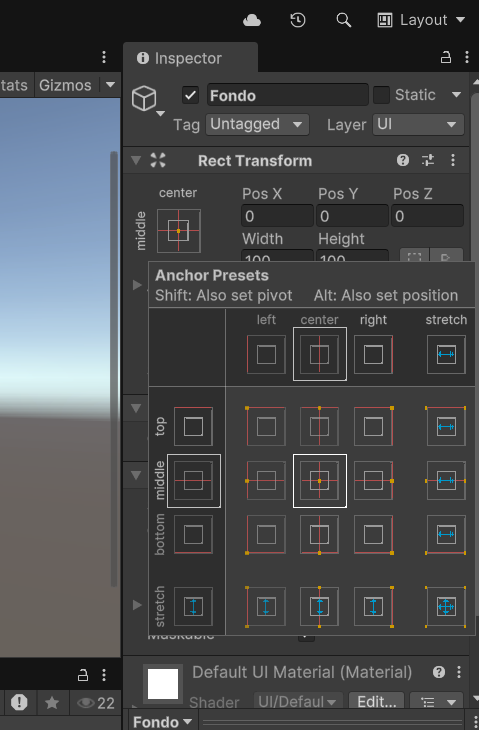 Layout
Inspector
tats
Gizmos
Fondo
Static
Tag
Untagged
Layer
UI
Rect Transform
center
middle
Pos X
Pos Y
Pos Z
0
0
0
Width
Height
100
100
Anchor Presets
Shift: Also set pivot
Alt: Also set position
left
center
right
stretch
top
middle
bottom
stretch
Maskable
Default UI Material (Material)
Shader
UI/Defaul
Edit...
22
Fondo